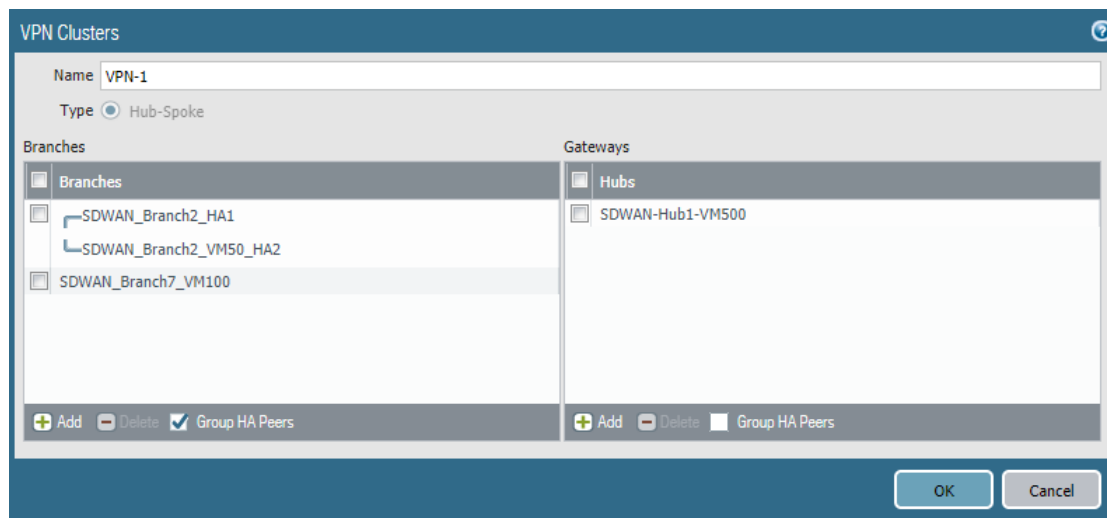 VPN Clusters
Name VPN-1
Type Hub-Spoke
Branches
Branches
SDWAN_Branch2_HA1
SDWAN_Branch2_VM50_HA2
SDWAN_Branch7_VM100
Add Delete Group HA Peers
Gateways
Hubs
SDWAN-Hub1-VM500
Add Delete Group HA Peers
OK Cancel